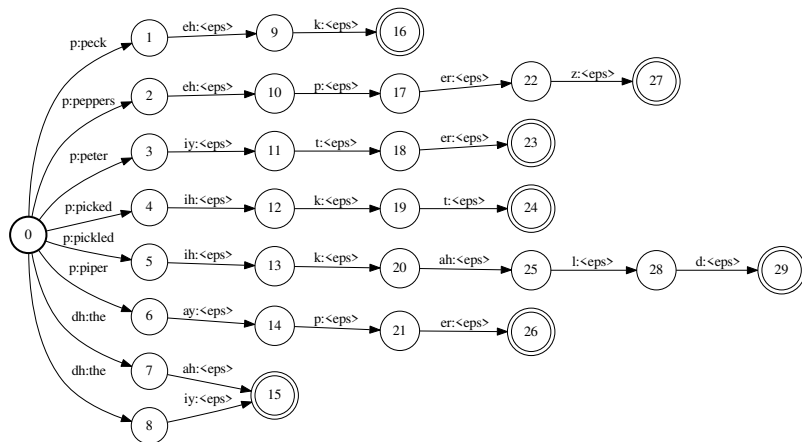 p:peck 1 eh:<eps> 9 k:<eps> 16
p:peppers 2 eh:<eps> 10 p:<eps> 17 er:<eps> 22 z:<eps> 27
p:peter 3 iy:<eps> 11 t:<eps> 18 er:<eps> 23
p:picked 4 ih:<eps> 12 k:<eps> 19 t:<eps> 24
0
p:pickled 5 ih:<eps> 13 k:<eps> 20 ah:<eps> 25 l:<eps> 28 d:<eps> 29
p:piper 6 ay:<eps> 14 p:<eps> 21 er:<eps> 26
dh:the 7 ah:<eps> 15
dh:the 8 iy:<eps>